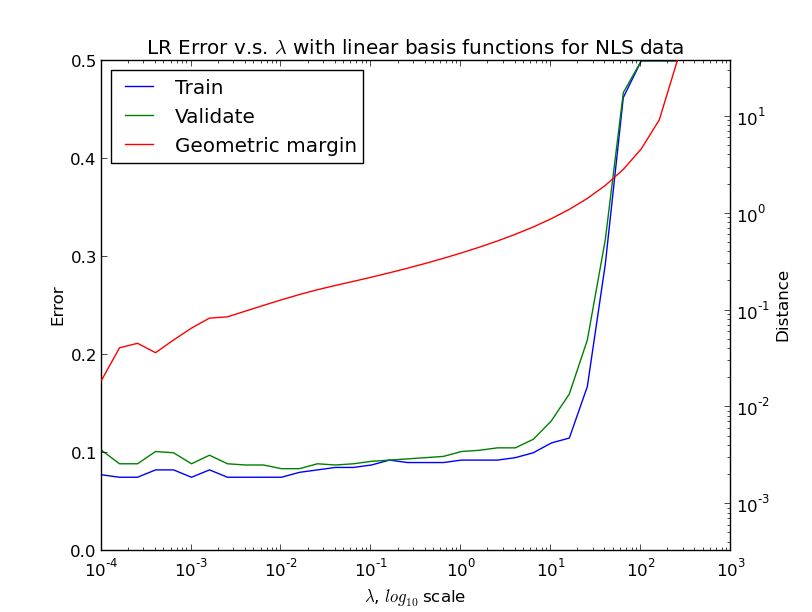 LR Error v.s. λ with linear basis functions for NLS data
Train
Validate
Geometric margin
0.5
0.4
0.3
0.2
0.1
0.0
Error
10¹
10⁰
10⁻¹
10⁻²
10⁻³
Distance
10⁻⁴ 10⁻³ 10⁻² 10⁻¹ 10⁰ 10¹ 10² 10³
λ, log₁₀ scale